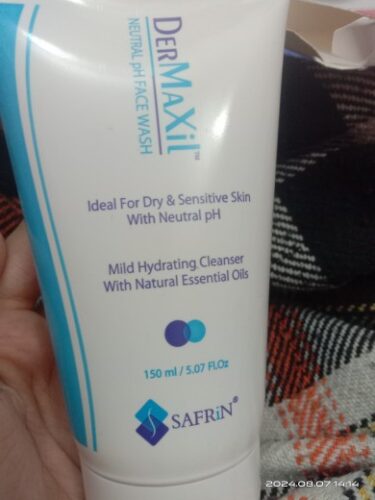 DERMAXiL™
NEUTRAL pH FACE WASH
Ideal For Dry & Sensitive Skin
With Neutral pH
Mild Hydrating Cleanser
With Natural Essential Oils
150 ml / 5.07 FLOz
SAFRiN®
2024.08.07 14:14